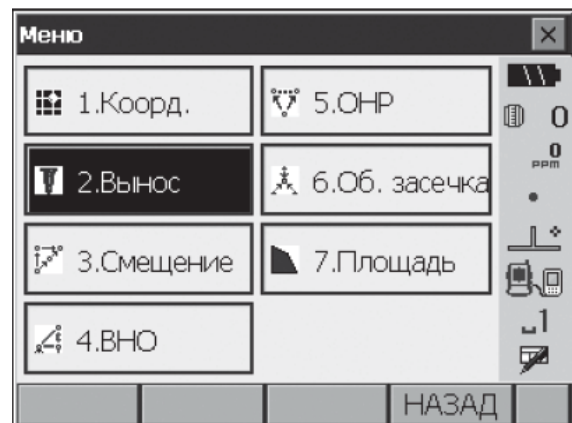 Меню
1.Коорд.
5.ОНР
2.Вынос
6.Об. засечка
3.Смещение
7.Площадь
4.ВНО
0
0
ppm
1
НАЗАД